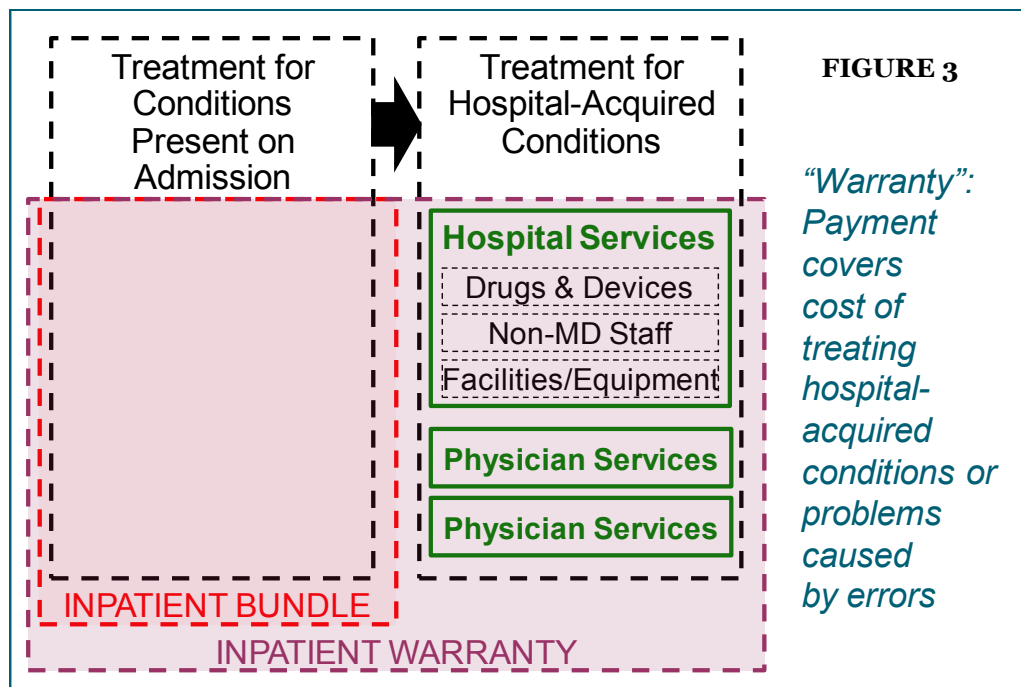 Treatment for
Conditions
Present on
Admission
Treatment for
Hospital-Acquired
Conditions
Hospital Services
Drugs & Devices
Non-MD Staff
Facilities/Equipment
Physician Services
Physician Services
INPATIENT BUNDLE
INPATIENT WARRANTY
FIGURE 3
“Warranty”:
Payment
covers
cost of
treating
hospital-
acquired
conditions or
problems
caused
by errors